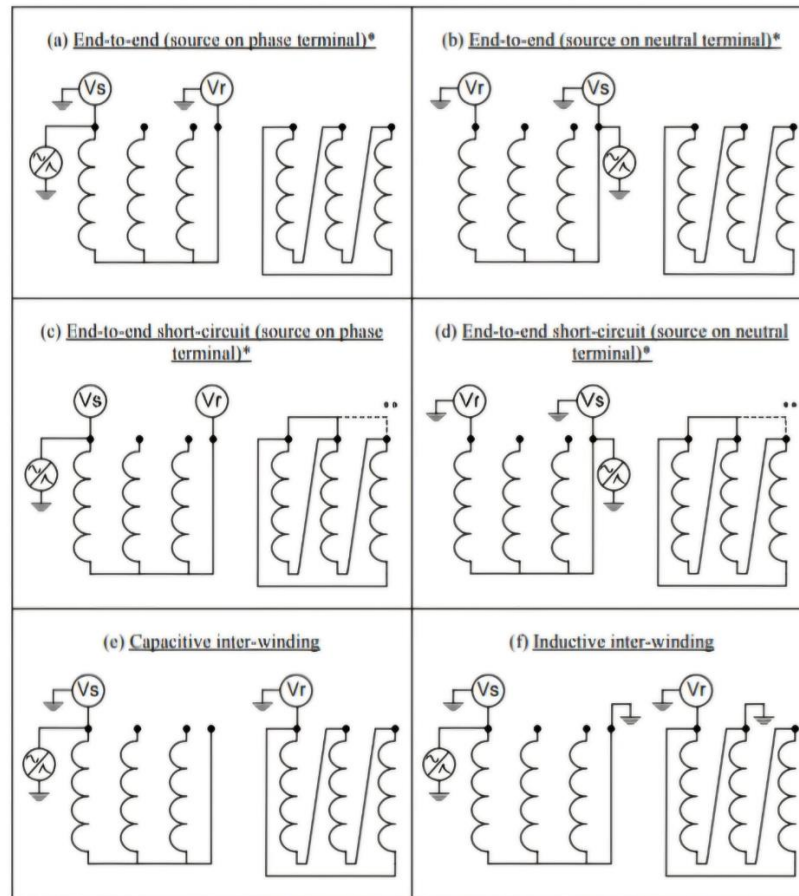 (a) End-to-end (source on phase terminal)*
Vs
Vr
(b) End-to-end (source on neutral terminal)*
Vr
Vs
(c) End-to-end short-circuit (source on phase
terminal)*
Vs
Vr
**
(d) End-to-end short-circuit (source on neutral
terminal)*
Vr
Vs
**
(e) Capacitive inter-winding
Vs
Vr
(f) Inductive inter-winding
Vs
Vr